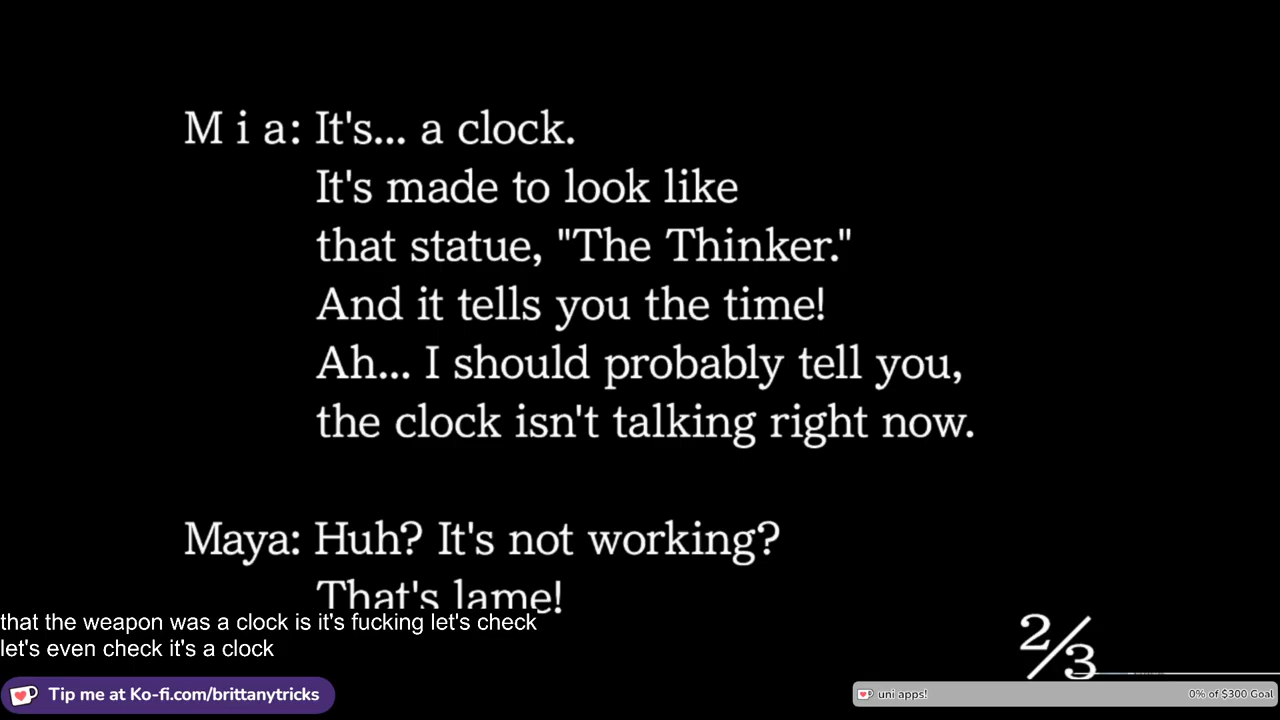 M i a: It's... a clock.
It's made to look like
that statue, "The Thinker."
And it tells you the time!
Ah... I should probably tell you,
the clock isn't talking right now.
Maya: Huh? It's not working?
That's lame!
that the weapon was a clock is it's fucking let's check
let's even check it's a clock
2/3
Tip me at Ko-fi.com/brittanytricks
uni apps!
0% of $300 Goal